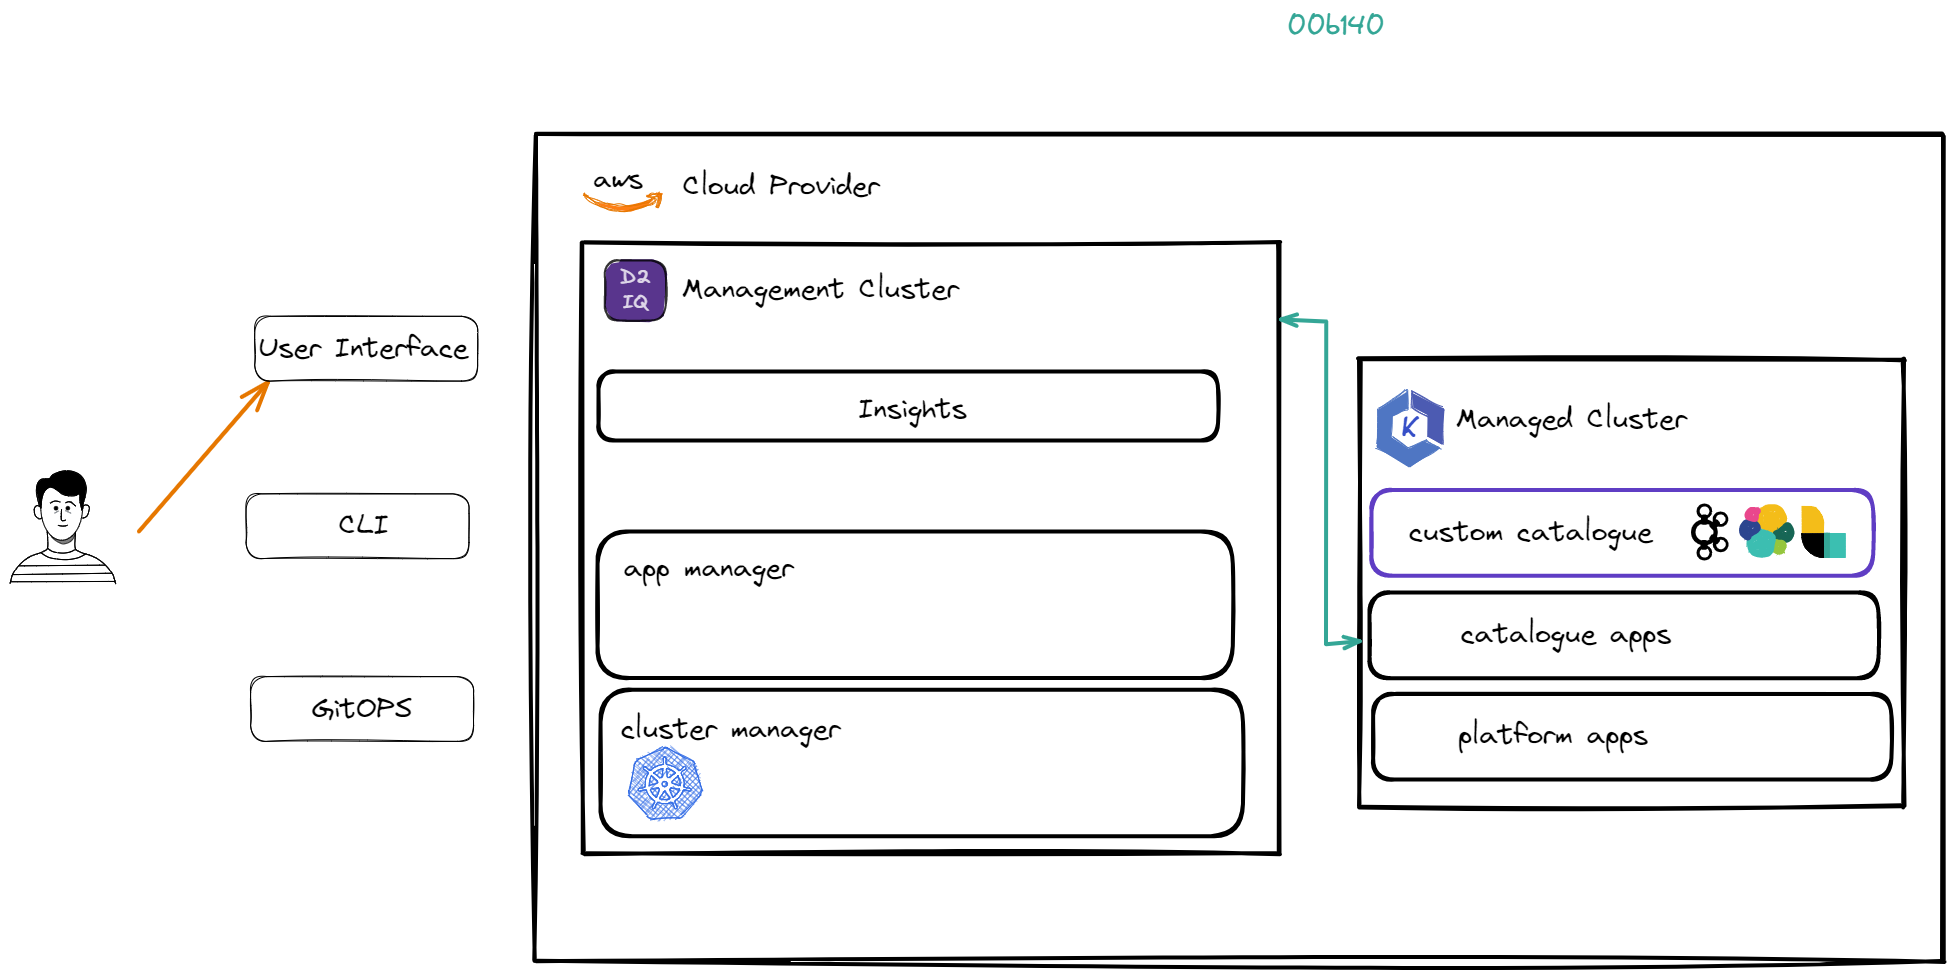 006140
aws
Cloud Provider
D2
IQ
Management Cluster
User Interface
Insights
K
Managed Cluster
CLI
custom catalogue
app manager
catalogue apps
GitOPS
cluster manager
platform apps